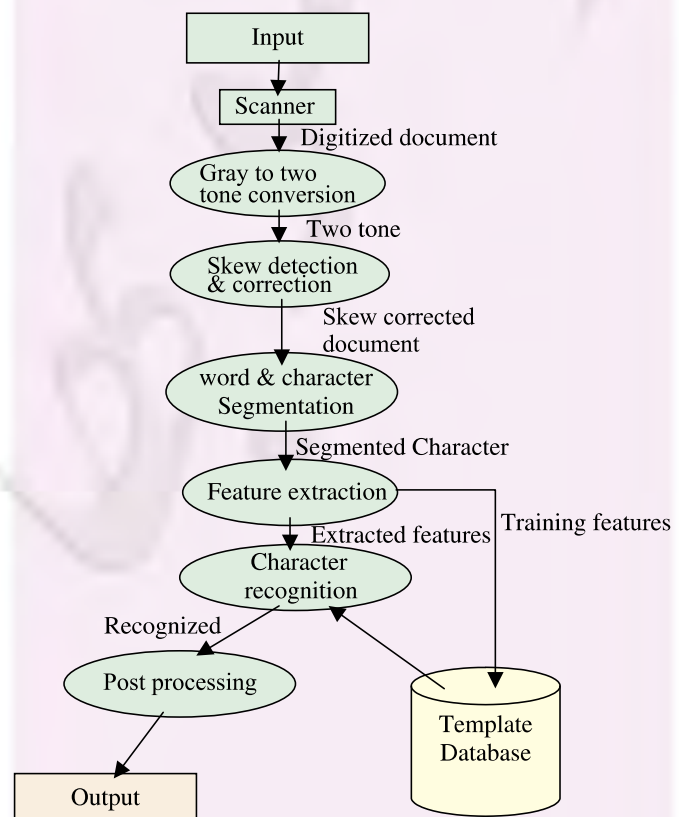 Input
Scanner
Digitized document
Gray to two
tone conversion
Two tone
Skew detection
& correction
Skew corrected
document
word & character
Segmentation
Segmented Character
Feature extraction
Training features
Extracted features
Character
recognition
Recognized
Post processing
Template
Database
Output